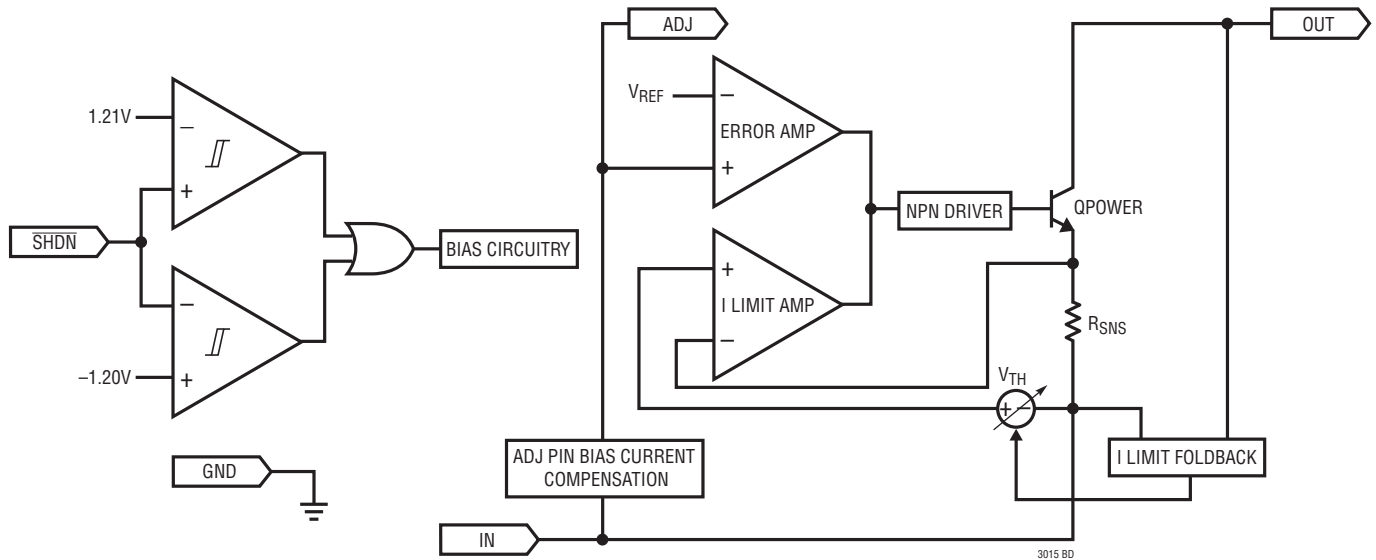 ADJ
OUT
1.21V
−
+
SHDN
−
−1.20V
+
BIAS CIRCUITRY
GND
VREF
−
ERROR AMP
+
+
I LIMIT AMP
−
NPN DRIVER
QPOWER
RSNS
VTH
+ −
I LIMIT FOLDBACK
ADJ PIN BIAS CURRENT
COMPENSATION
IN
3015 BD